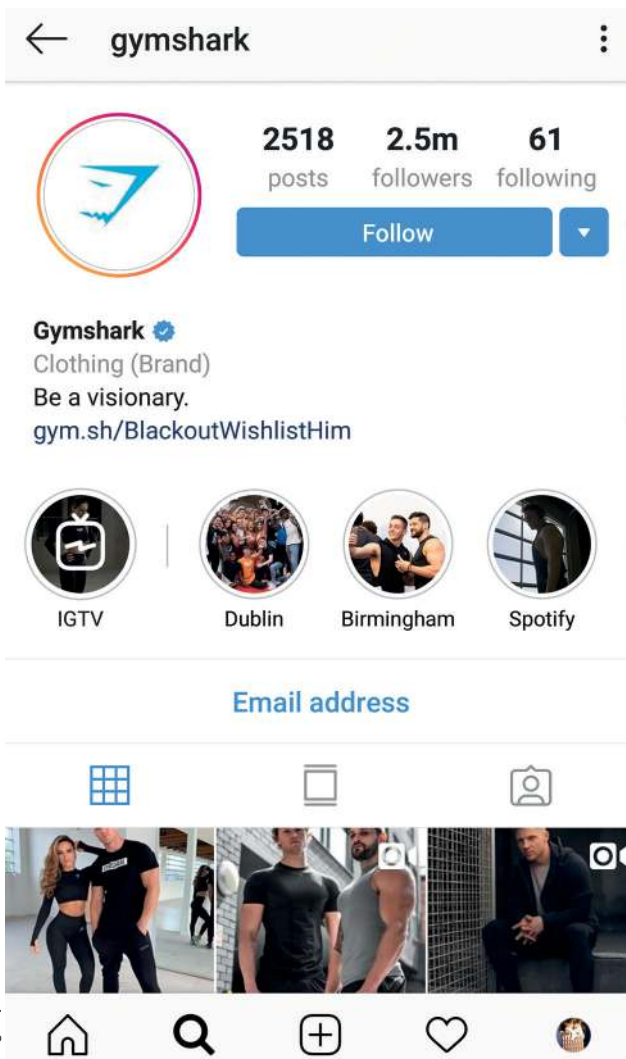 gymshark
2518 2.5m 61
posts followers following
Follow
Gymshark
Clothing (Brand)
Be a visionary.
gym.sh/BlackoutWishlistHim
IGTV Dublin Birmingham Spotify
Email address
GYMSHARK